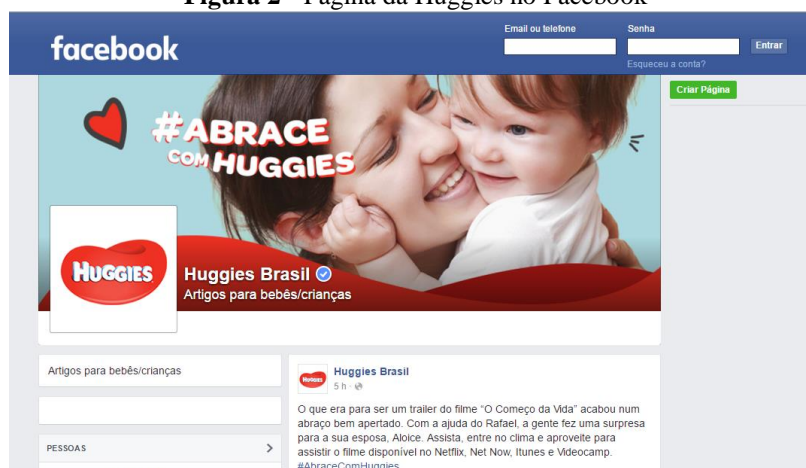 Figura 2 - Página da Huggies no Facebook
facebook
Email ou telefone
Senha
Entrar
Esqueceu a conta?
Criar Página
#ABRACE
COM HUGGIES
HUGGIES
Huggies Brasil
Artigos para bebês/crianças
Artigos para bebês/crianças
PESSOAS
HUGGIES
Huggies Brasil
5 h ·
O que era para ser um trailer do filme “O Começo da Vida” acabou num
abraço bem apertado. Com a ajuda do Rafael, a gente fez uma surpresa
para a sua esposa, Aloice. Assista, entre no clima e aproveite para
assistir o filme disponível no Netflix, Net Now, Itunes e Videocamp.
#AbraceComHuggies